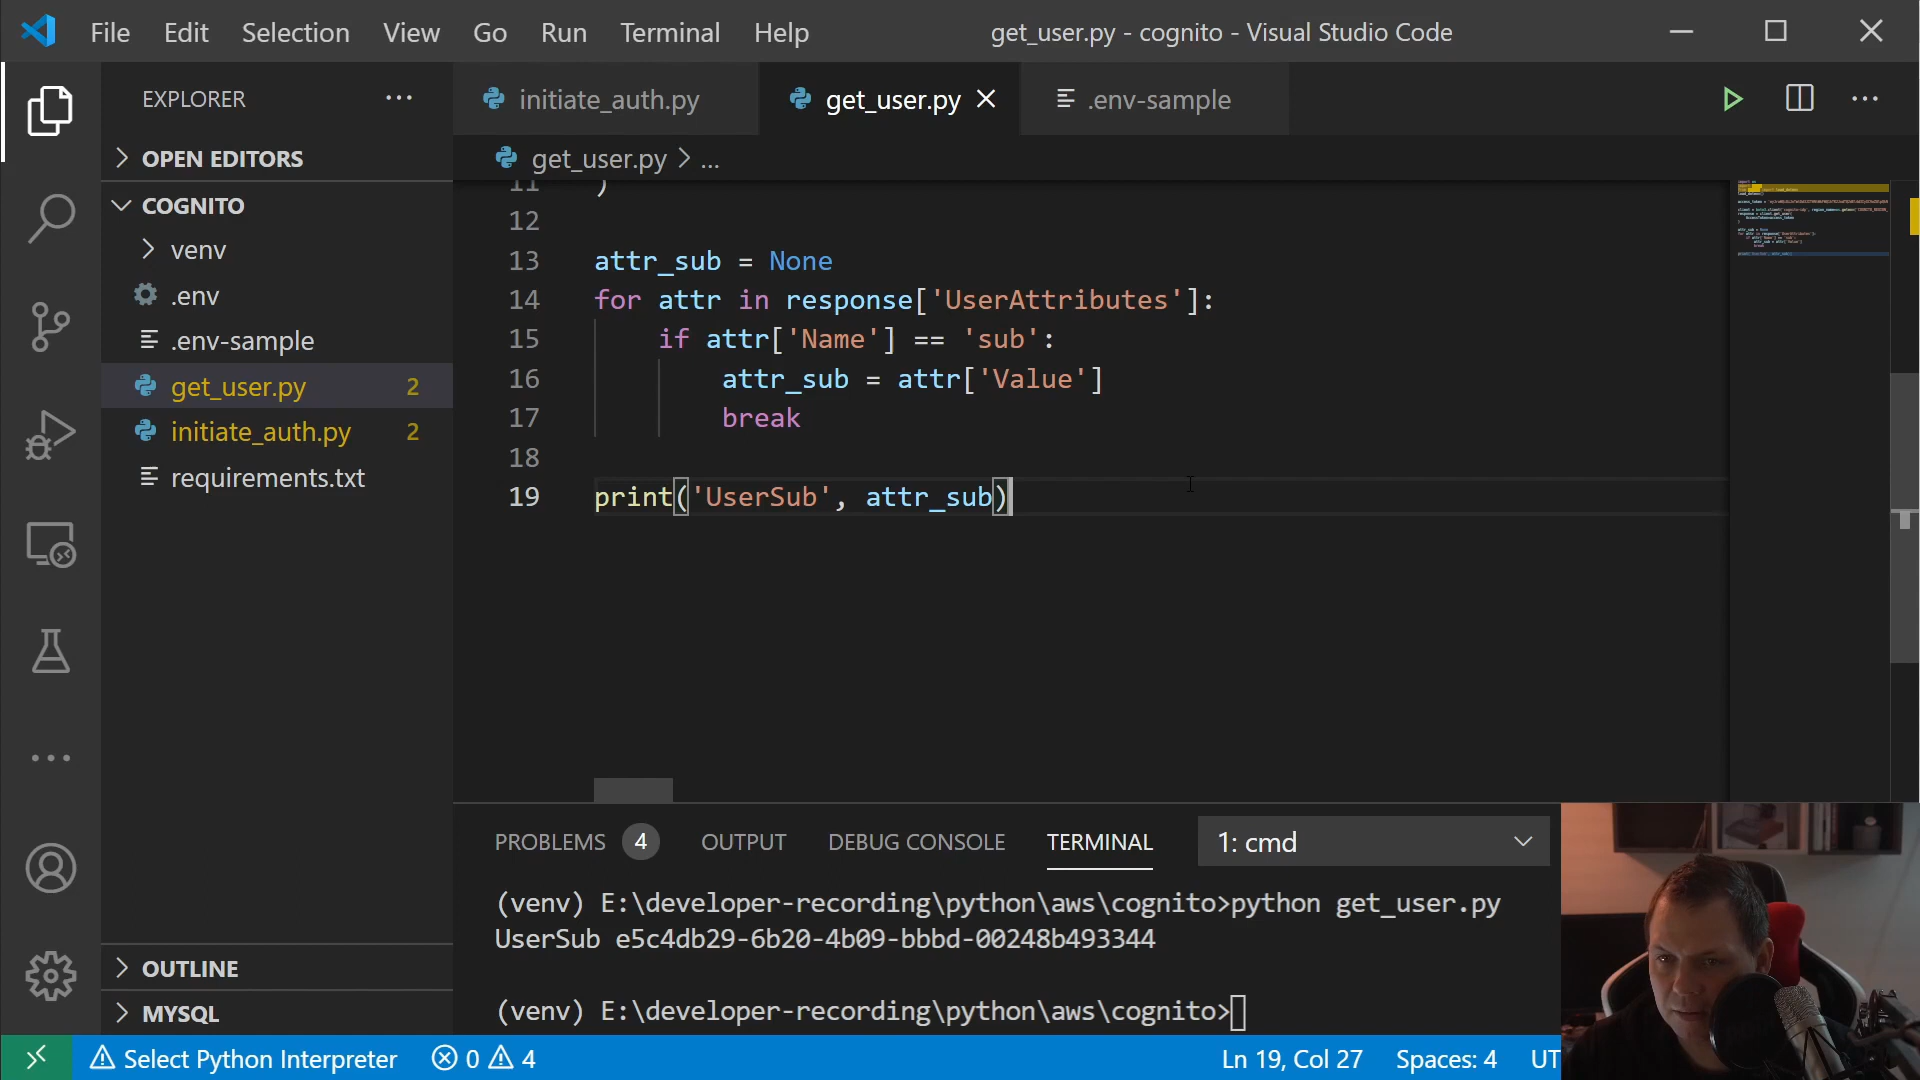 File Edit Selection View Go Run Terminal Help
get_user.py - cognito - Visual Studio Code
EXPLORER
OPEN EDITORS
COGNITO
venv
.env
.env-sample
get_user.py 2
initiate_auth.py 2
requirements.txt
OUTLINE
MYSQL
initiate_auth.py
get_user.py
.env-sample
get_user.py > ...
11 )
12
13 attr_sub = None
14 for attr in response['UserAttributes']:
15 if attr['Name'] == 'sub':
16 attr_sub = attr['Value']
17 break
18
19 print('UserSub', attr_sub)
PROBLEMS 4 OUTPUT DEBUG CONSOLE TERMINAL 1: cmd
(venv) E:\developer-recording\python\aws\cognito>python get_user.py
UserSub e5c4db29-6b20-4b09-bbbd-00248b493344
(venv) E:\developer-recording\python\aws\cognito>
Select Python Interpreter 0 4 Ln 19, Col 27 Spaces: 4 UT